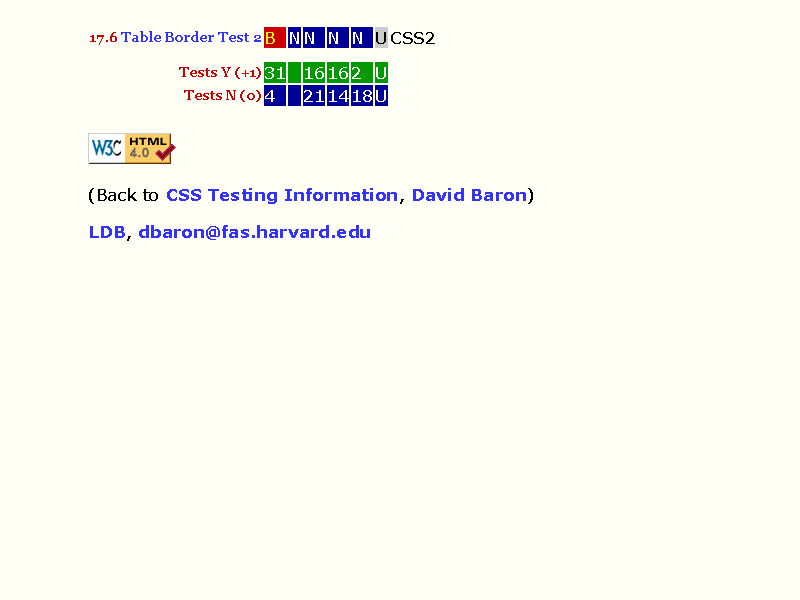 17.6 Table Border Test 2 B N N N N U CSS2
Tests Y (+1) 31 16 16 2 U
Tests N (0) 4 21 14 18 U
W3C HTML 4.0
(Back to CSS Testing Information, David Baron)
LDB, dbaron@fas.harvard.edu